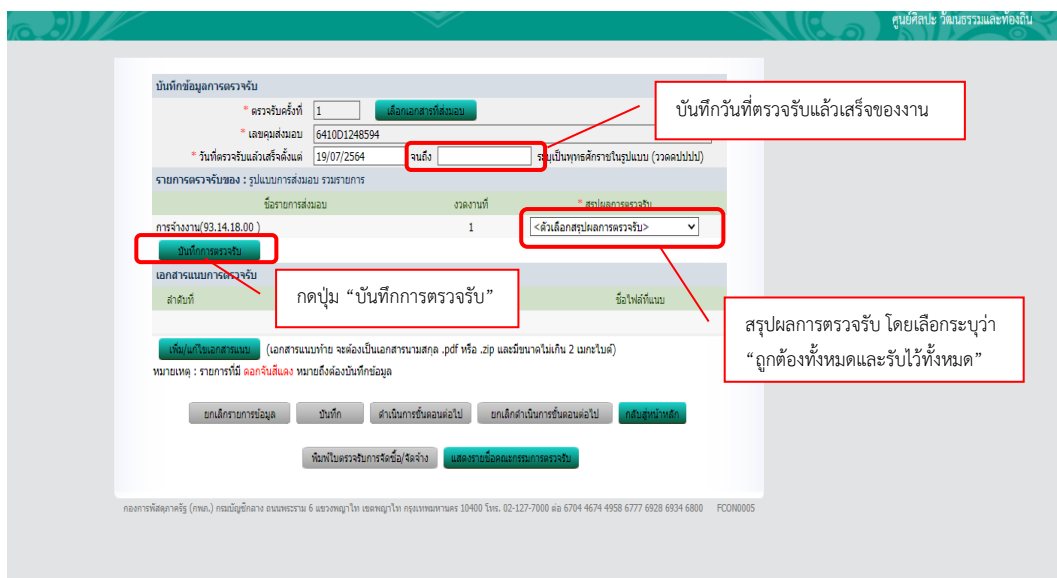 ศูนย์ศิลปะ วัฒนธรรมและท้องถิ่น
บันทึกข้อมูลการตรวจรับ
* ตรวจรับครั้งที่ 1 เลือกเอกสารที่ส่งมอบ
* เลขคุมส่งมอบ 6410D1248594
* วันที่ตรวจรับแล้วเสร็จตั้งแต่ 19/07/2564 จนถึง ระบุเป็นพุทธศักราชในรูปแบบ (ววดดปปปป)
บันทึกวันที่ตรวจรับแล้วเสร็จของงาน
รายการตรวจรับของ : รูปแบบการส่งมอบ รวมรายการ
ชื่อรายการส่งมอบ งวดงานที่ * สรุปผลการตรวจรับ
การจ้างงาน(93.14.18.00 ) 1 <ตัวเลือกสรุปผลการตรวจรับ>
บันทึกการตรวจรับ
เอกสารแนบการตรวจรับ
ลำดับที่ ชื่อไฟล์ที่แนบ
กดปุ่ม “บันทึกการตรวจรับ”
สรุปผลการตรวจรับ โดยเลือกระบุว่า
“ถูกต้องทั้งหมดและรับไว้ทั้งหมด”
เพิ่ม/แก้ไขเอกสารแนบ (เอกสารแนบท้าย จะต้องเป็นเอกสารนามสกุล .pdf หรือ .zip และมีขนาดไม่เกิน 2 เมกะไบต์)
หมายเหตุ : รายการที่มี ดอกจันสีแดง หมายถึงต้องบันทึกข้อมูล
ยกเลิกรายการข้อมูล บันทึก ดำเนินการขั้นตอนต่อไป ยกเลิกดำเนินการขั้นตอนต่อไป กลับสู่หน้าหลัก
พิมพ์ใบตรวจรับการจัดซื้อ/จัดจ้าง แสดงรายชื่อคณะกรรมการตรวจรับ
กองการพัสดุภาครัฐ (กพภ.) กรมบัญชีกลาง ถนนพระราม 6 แขวงพญาไท เขตพญาไท กรุงเทพมหานคร 10400 โทร. 02-127-7000 ต่อ 6704 4674 4958 6777 6928 6934 6800 FCON0005